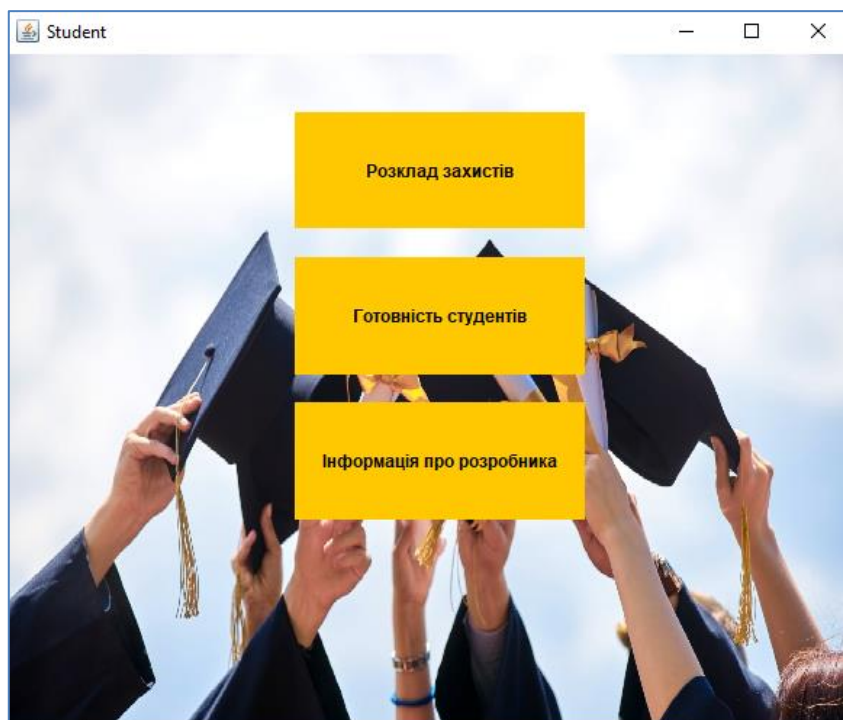 Student
Розклад захистів
Готовність студентів
Інформація про розробника